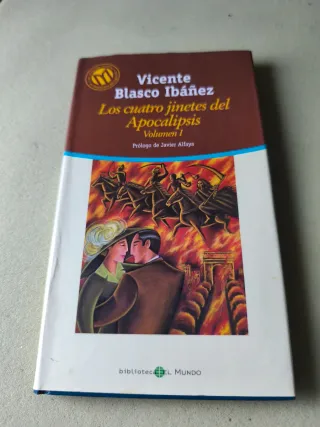 Vicente
Blasco Ibáñez
Los cuatro jinetes del
Apocalipsis
Volumen I
Prólogo de Javier Alfaya
biblioteca EL MUNDO